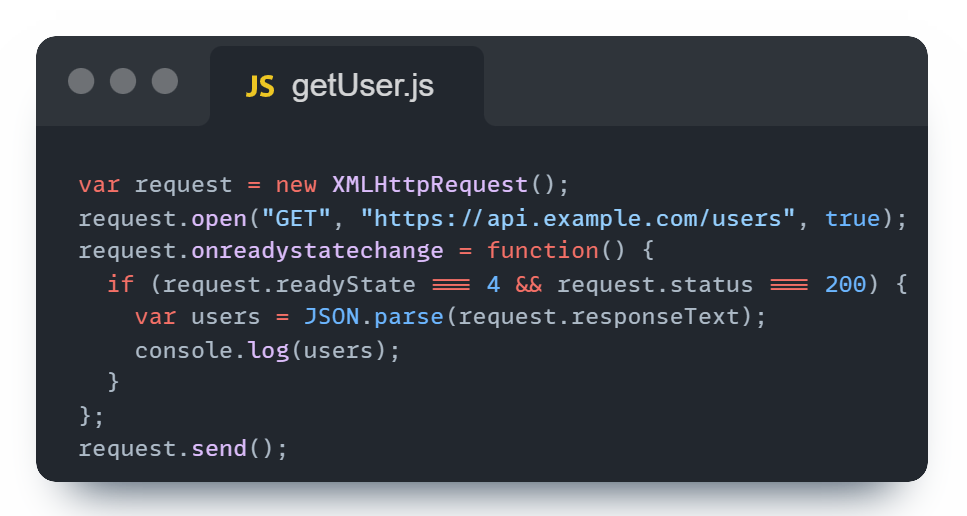 JS getUser.js
var request = new XMLHttpRequest();
request.open("GET", "https://api.example.com/users", true);
request.onreadystatechange = function() {
  if (request.readyState === 4 && request.status === 200) {
    var users = JSON.parse(request.responseText);
    console.log(users);
  }
};
request.send();